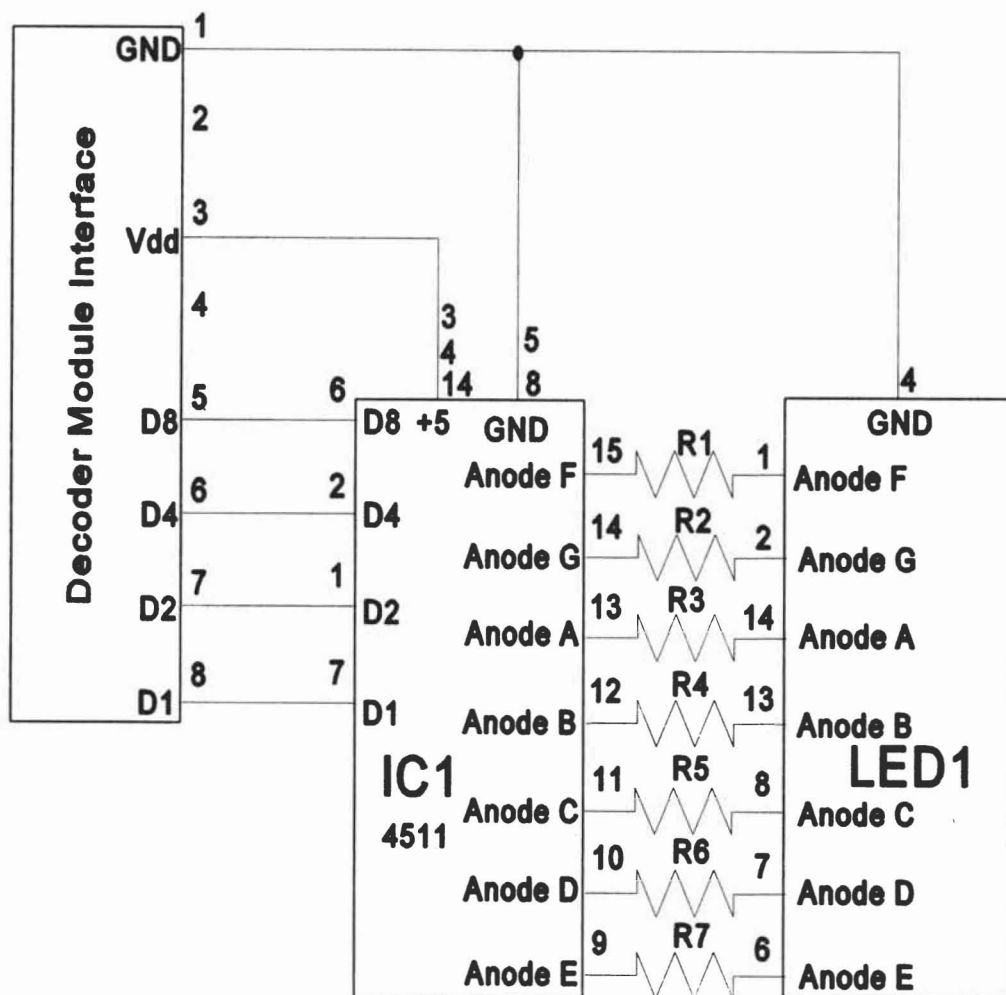 1
GND
2
3
Vdd
4
Decoder Module Interface
3
4
14
5
8
4
5
D8
6
D8 +5
GND
GND
15
R1
1
Anode F
Anode F
6
D4
2
D4
14
R2
2
Anode G
Anode G
7
D2
1
D2
13
R3
14
Anode A
Anode A
8
D1
7
D1
12
R4
13
Anode B
Anode B
IC1
4511
LED1
11
R5
8
Anode C
Anode C
10
R6
7
Anode D
Anode D
9
R7
6
Anode E
Anode E